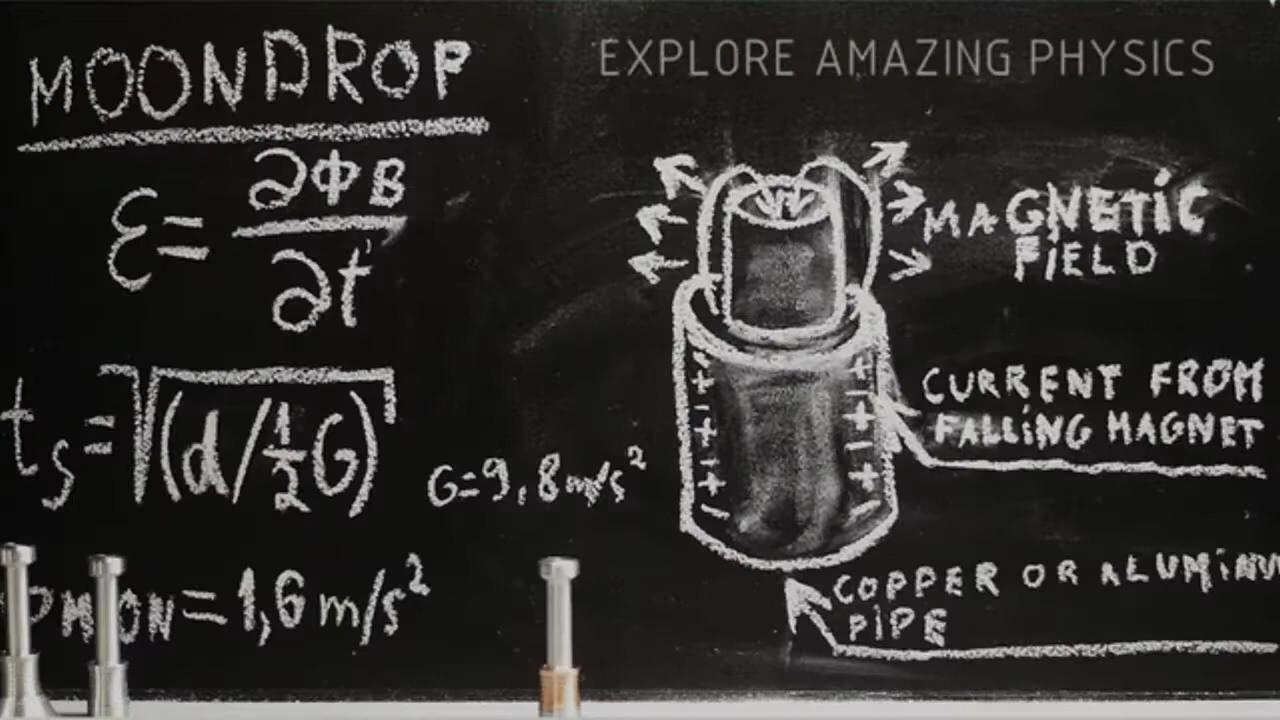 MOONDROP
EXPLORE AMAZING PHYSICS
ε = ∂ΦB/∂t
MAGNETIC
FIELD
ts = √(d/½G)
G=9,8m/s²
CURRENT FROM
FALLING MAGNET
= 1,6 m/s²
COPPER OR ALUMINU
PIPE